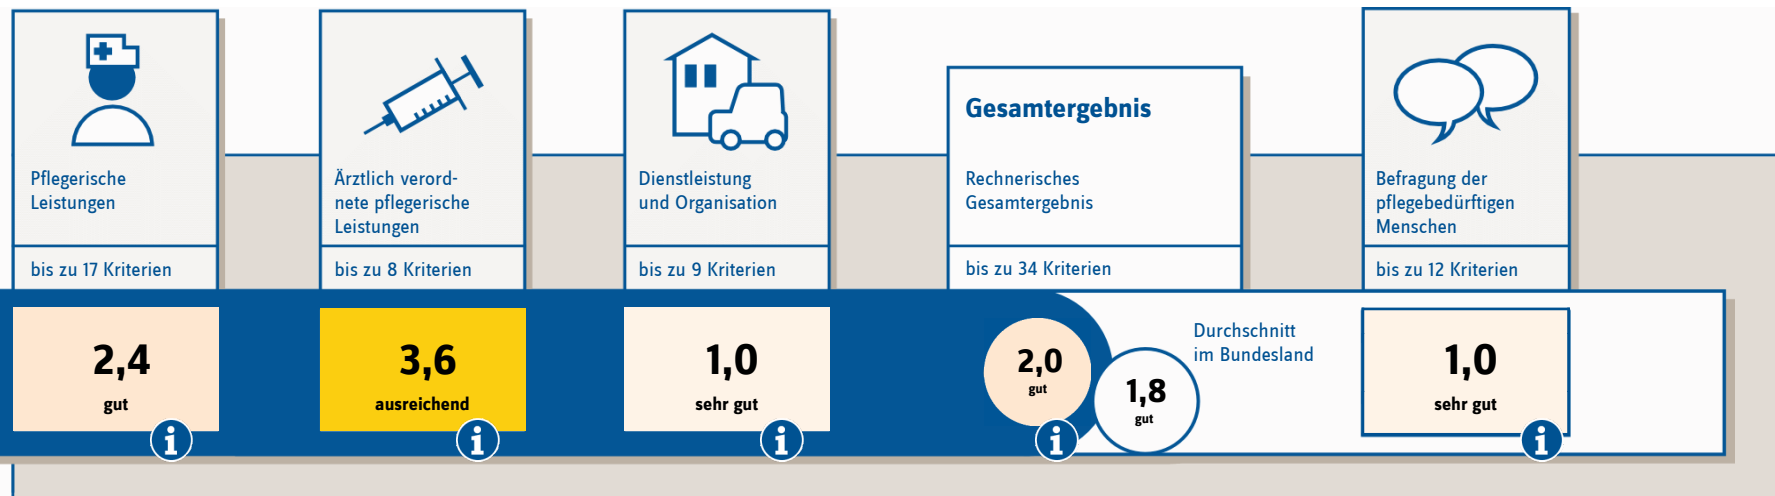 Pflegerische
Leistungen
bis zu 17 Kriterien
2,4
gut
i
Ärztlich verord-
nete pflegerische
Leistungen
bis zu 8 Kriterien
3,6
ausreichend
i
Dienstleistung
und Organisation
bis zu 9 Kriterien
1,0
sehr gut
i
Gesamtergebnis
Rechnerisches
Gesamtergebnis
bis zu 34 Kriterien
2,0
gut
i
1,8
gut
Durchschnitt
im Bundesland
Befragung der
pflegebedürftigen
Menschen
bis zu 12 Kriterien
1,0
sehr gut
i